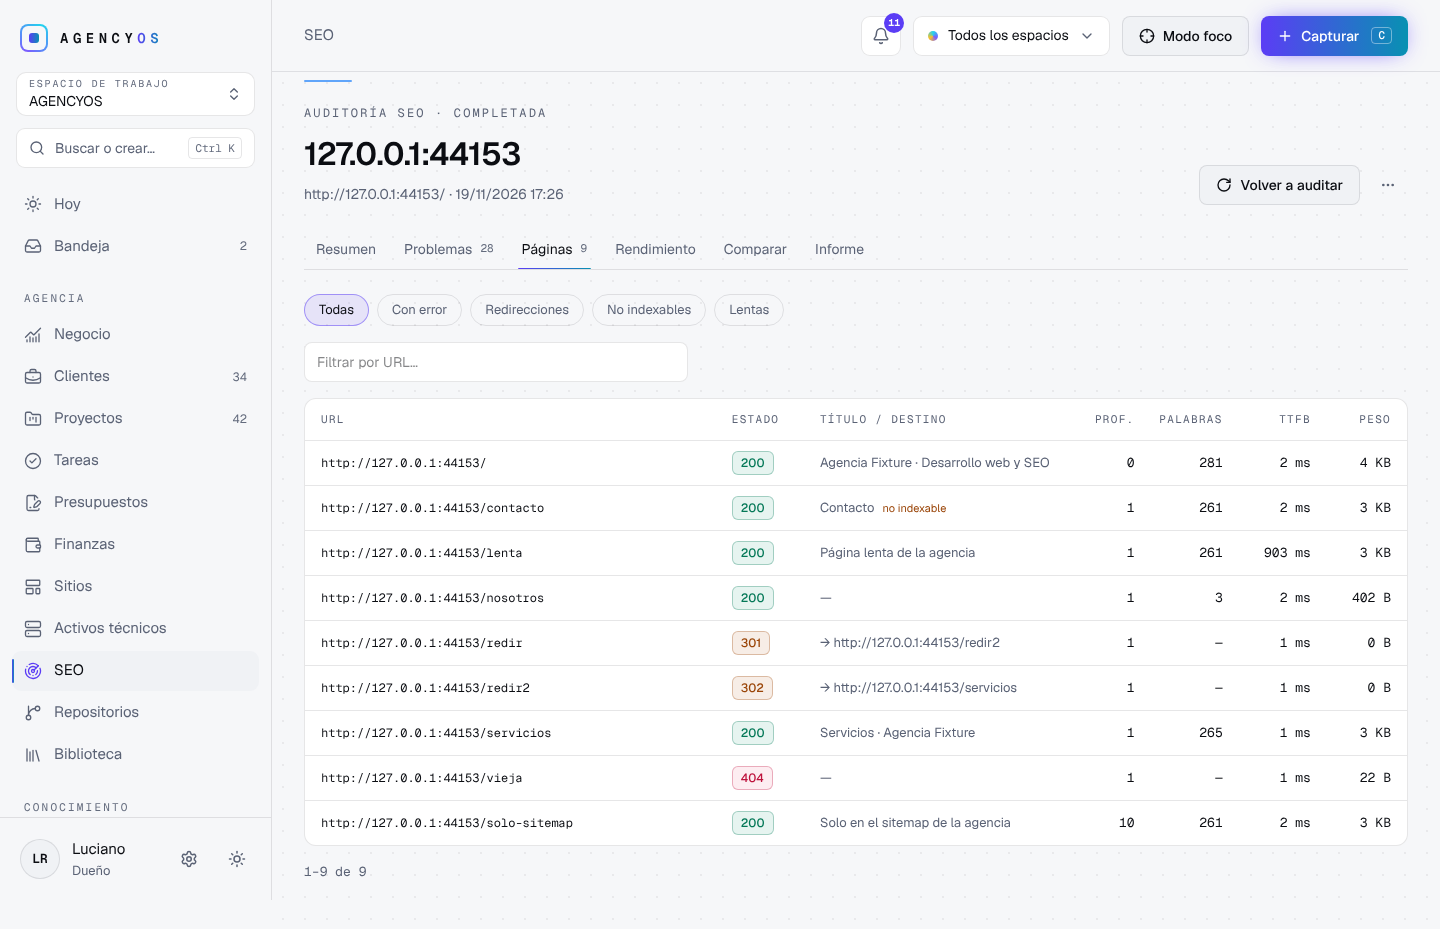 AGENCYOS
ESPACIO DE TRABAJO
AGENCYOS
Buscar o crear... Ctrl K
Hoy
Bandeja 2
AGENCIA
Negocio
Clientes 34
Proyectos 42
Tareas
Presupuestos
Finanzas
Sitios
Activos técnicos
SEO
Repositorios
Biblioteca
CONOCIMIENTO
LR
Luciano
Dueño
SEO
11
Todos los espacios
Modo foco
Capturar C
AUDITORÍA SEO · COMPLETADA
127.0.0.1:44153
http://127.0.0.1:44153/ · 19/11/2026 17:26
Volver a auditar
Resumen Problemas 28 Páginas 9 Rendimiento Comparar Informe
Todas Con error Redirecciones No indexables Lentas
Filtrar por URL...
URL ESTADO TÍTULO / DESTINO PROF. PALABRAS TTFB PESO
http://127.0.0.1:44153/ 200 Agencia Fixture · Desarrollo web y SEO 0 281 2 ms 4 KB
http://127.0.0.1:44153/contacto 200 Contacto no indexable 1 261 2 ms 3 KB
http://127.0.0.1:44153/lenta 200 Página lenta de la agencia 1 261 903 ms 3 KB
http://127.0.0.1:44153/nosotros 200 — 1 3 2 ms 402 B
http://127.0.0.1:44153/redir 301 → http://127.0.0.1:44153/redir2 1 — 1 ms 0 B
http://127.0.0.1:44153/redir2 302 → http://127.0.0.1:44153/servicios 1 — 1 ms 0 B
http://127.0.0.1:44153/servicios 200 Servicios · Agencia Fixture 1 265 1 ms 3 KB
http://127.0.0.1:44153/vieja 404 — 1 — 1 ms 22 B
http://127.0.0.1:44153/solo-sitemap 200 Solo en el sitemap de la agencia 10 261 2 ms 3 KB
1–9 de 9